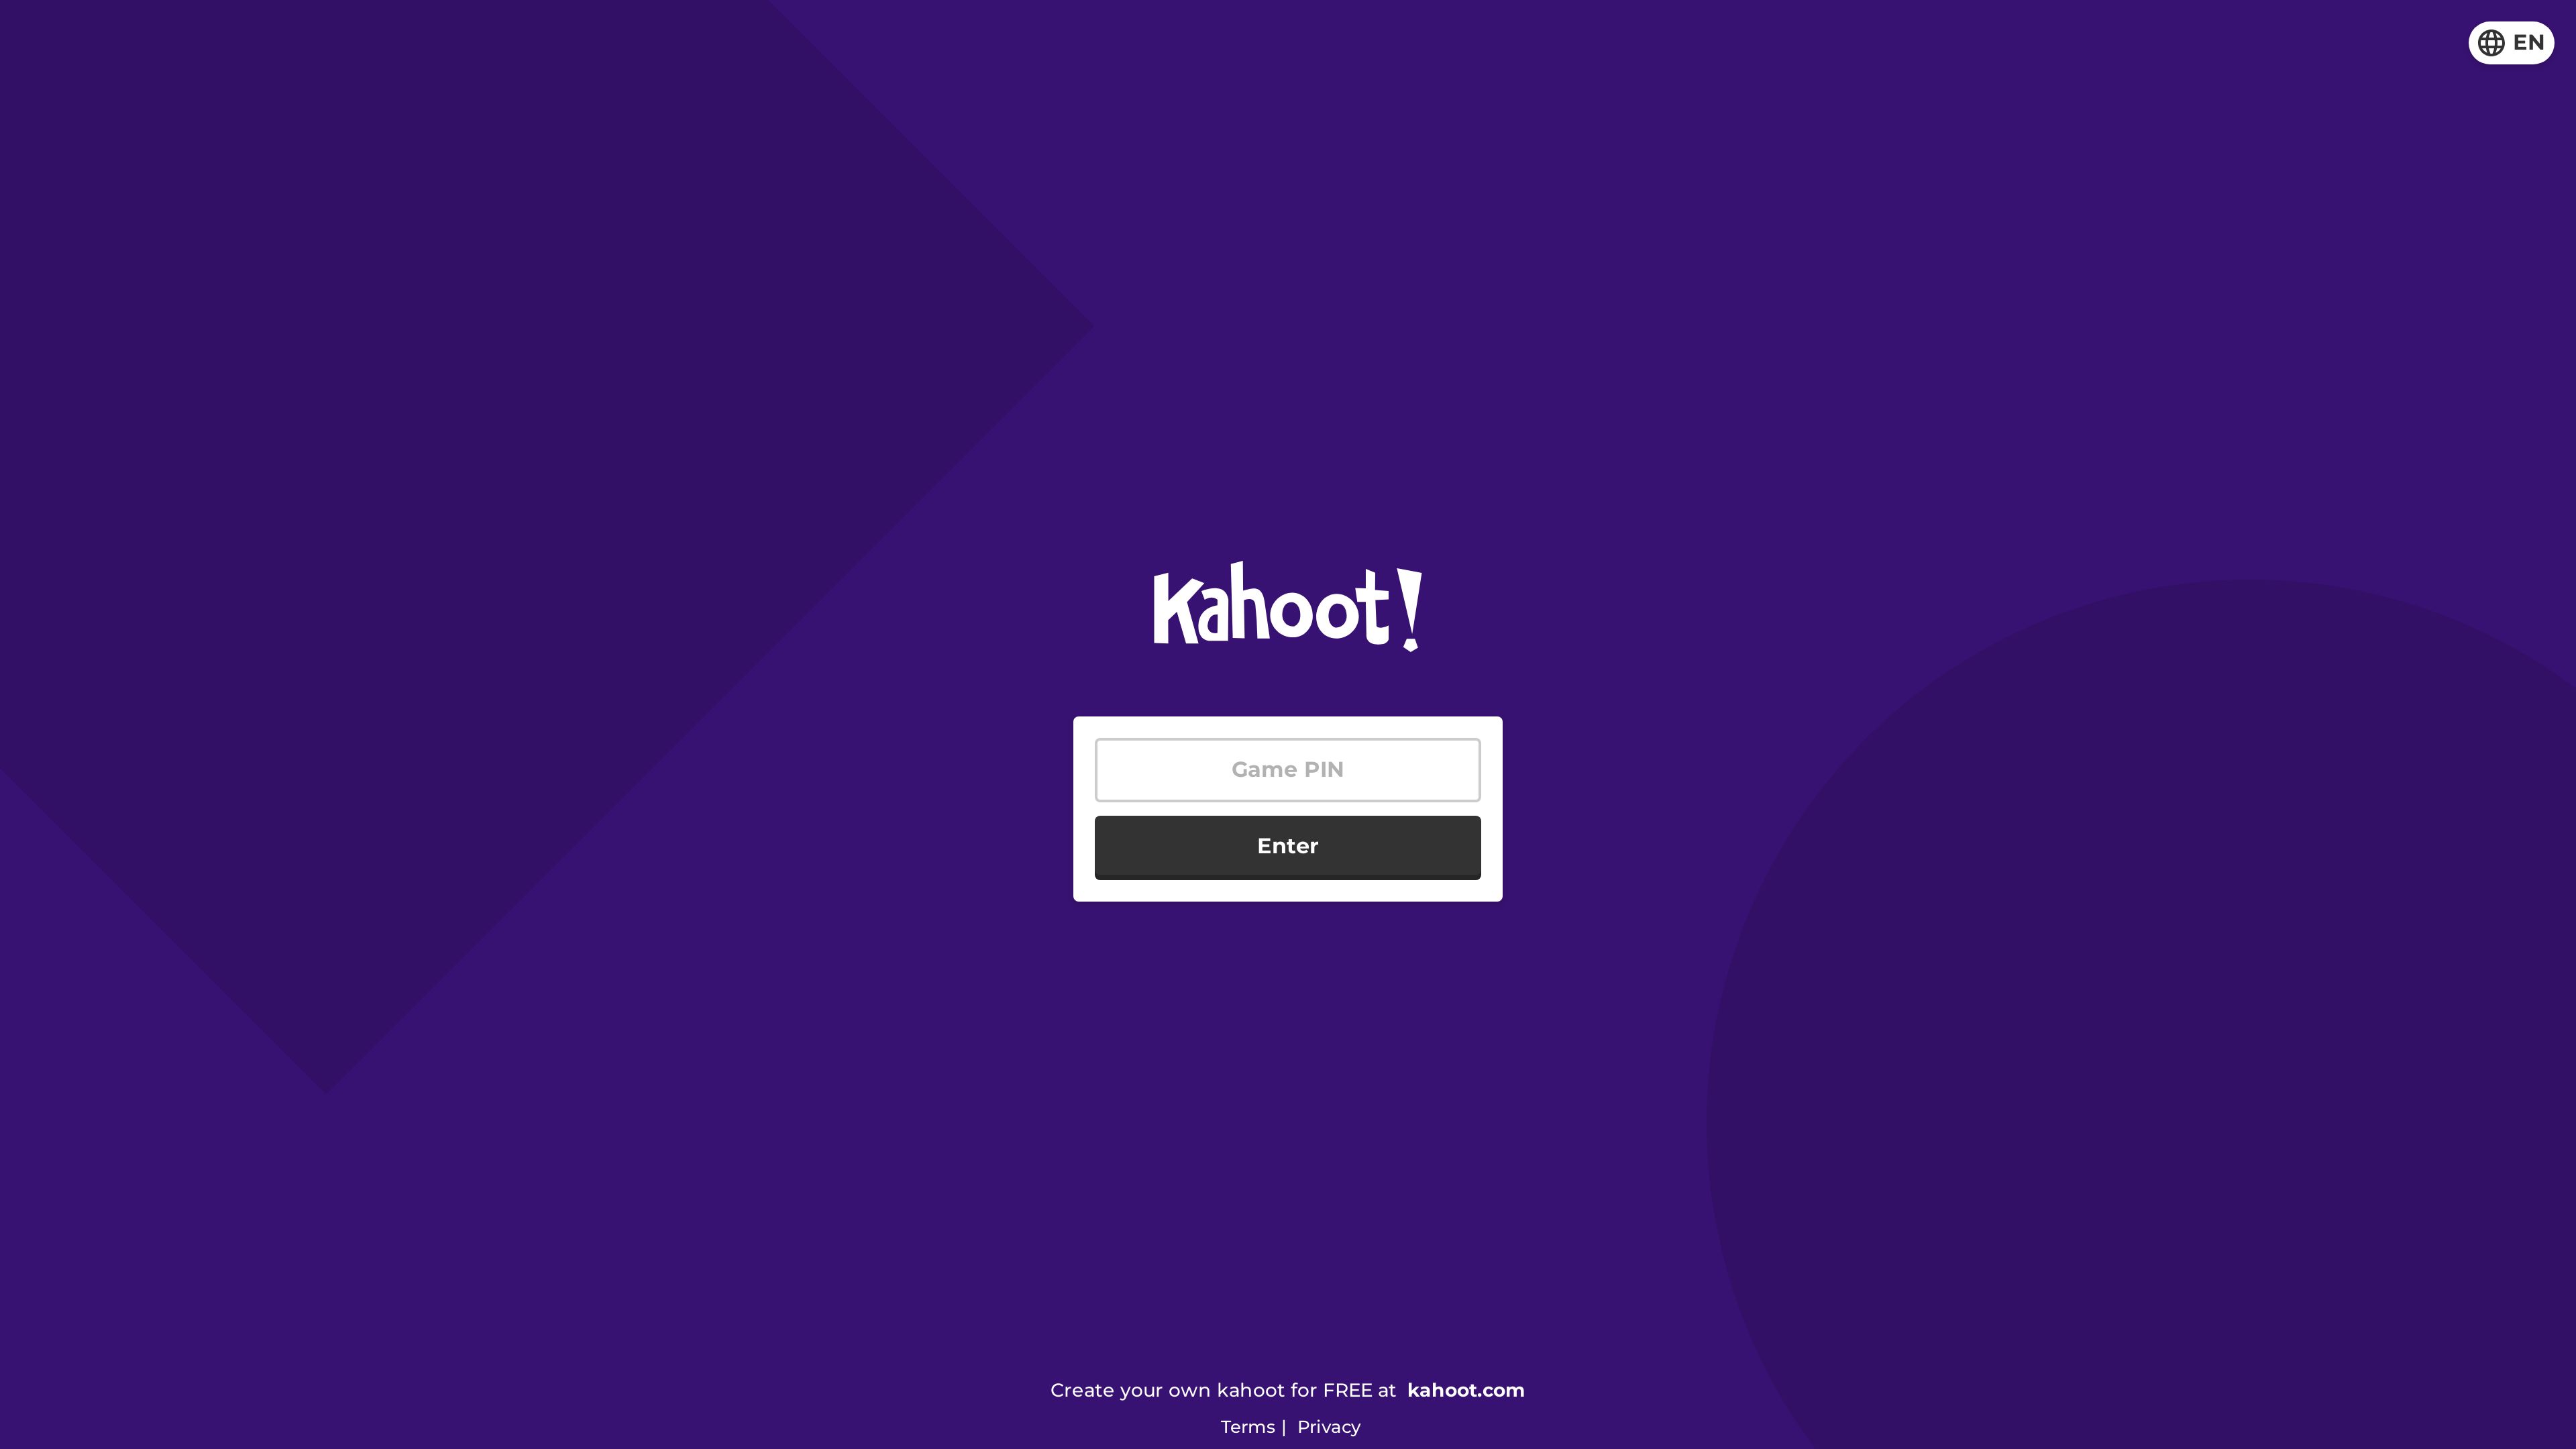 EN
Kahoot!
Game PIN
Enter
Create your own kahoot for FREE at kahoot.com
Terms | Privacy